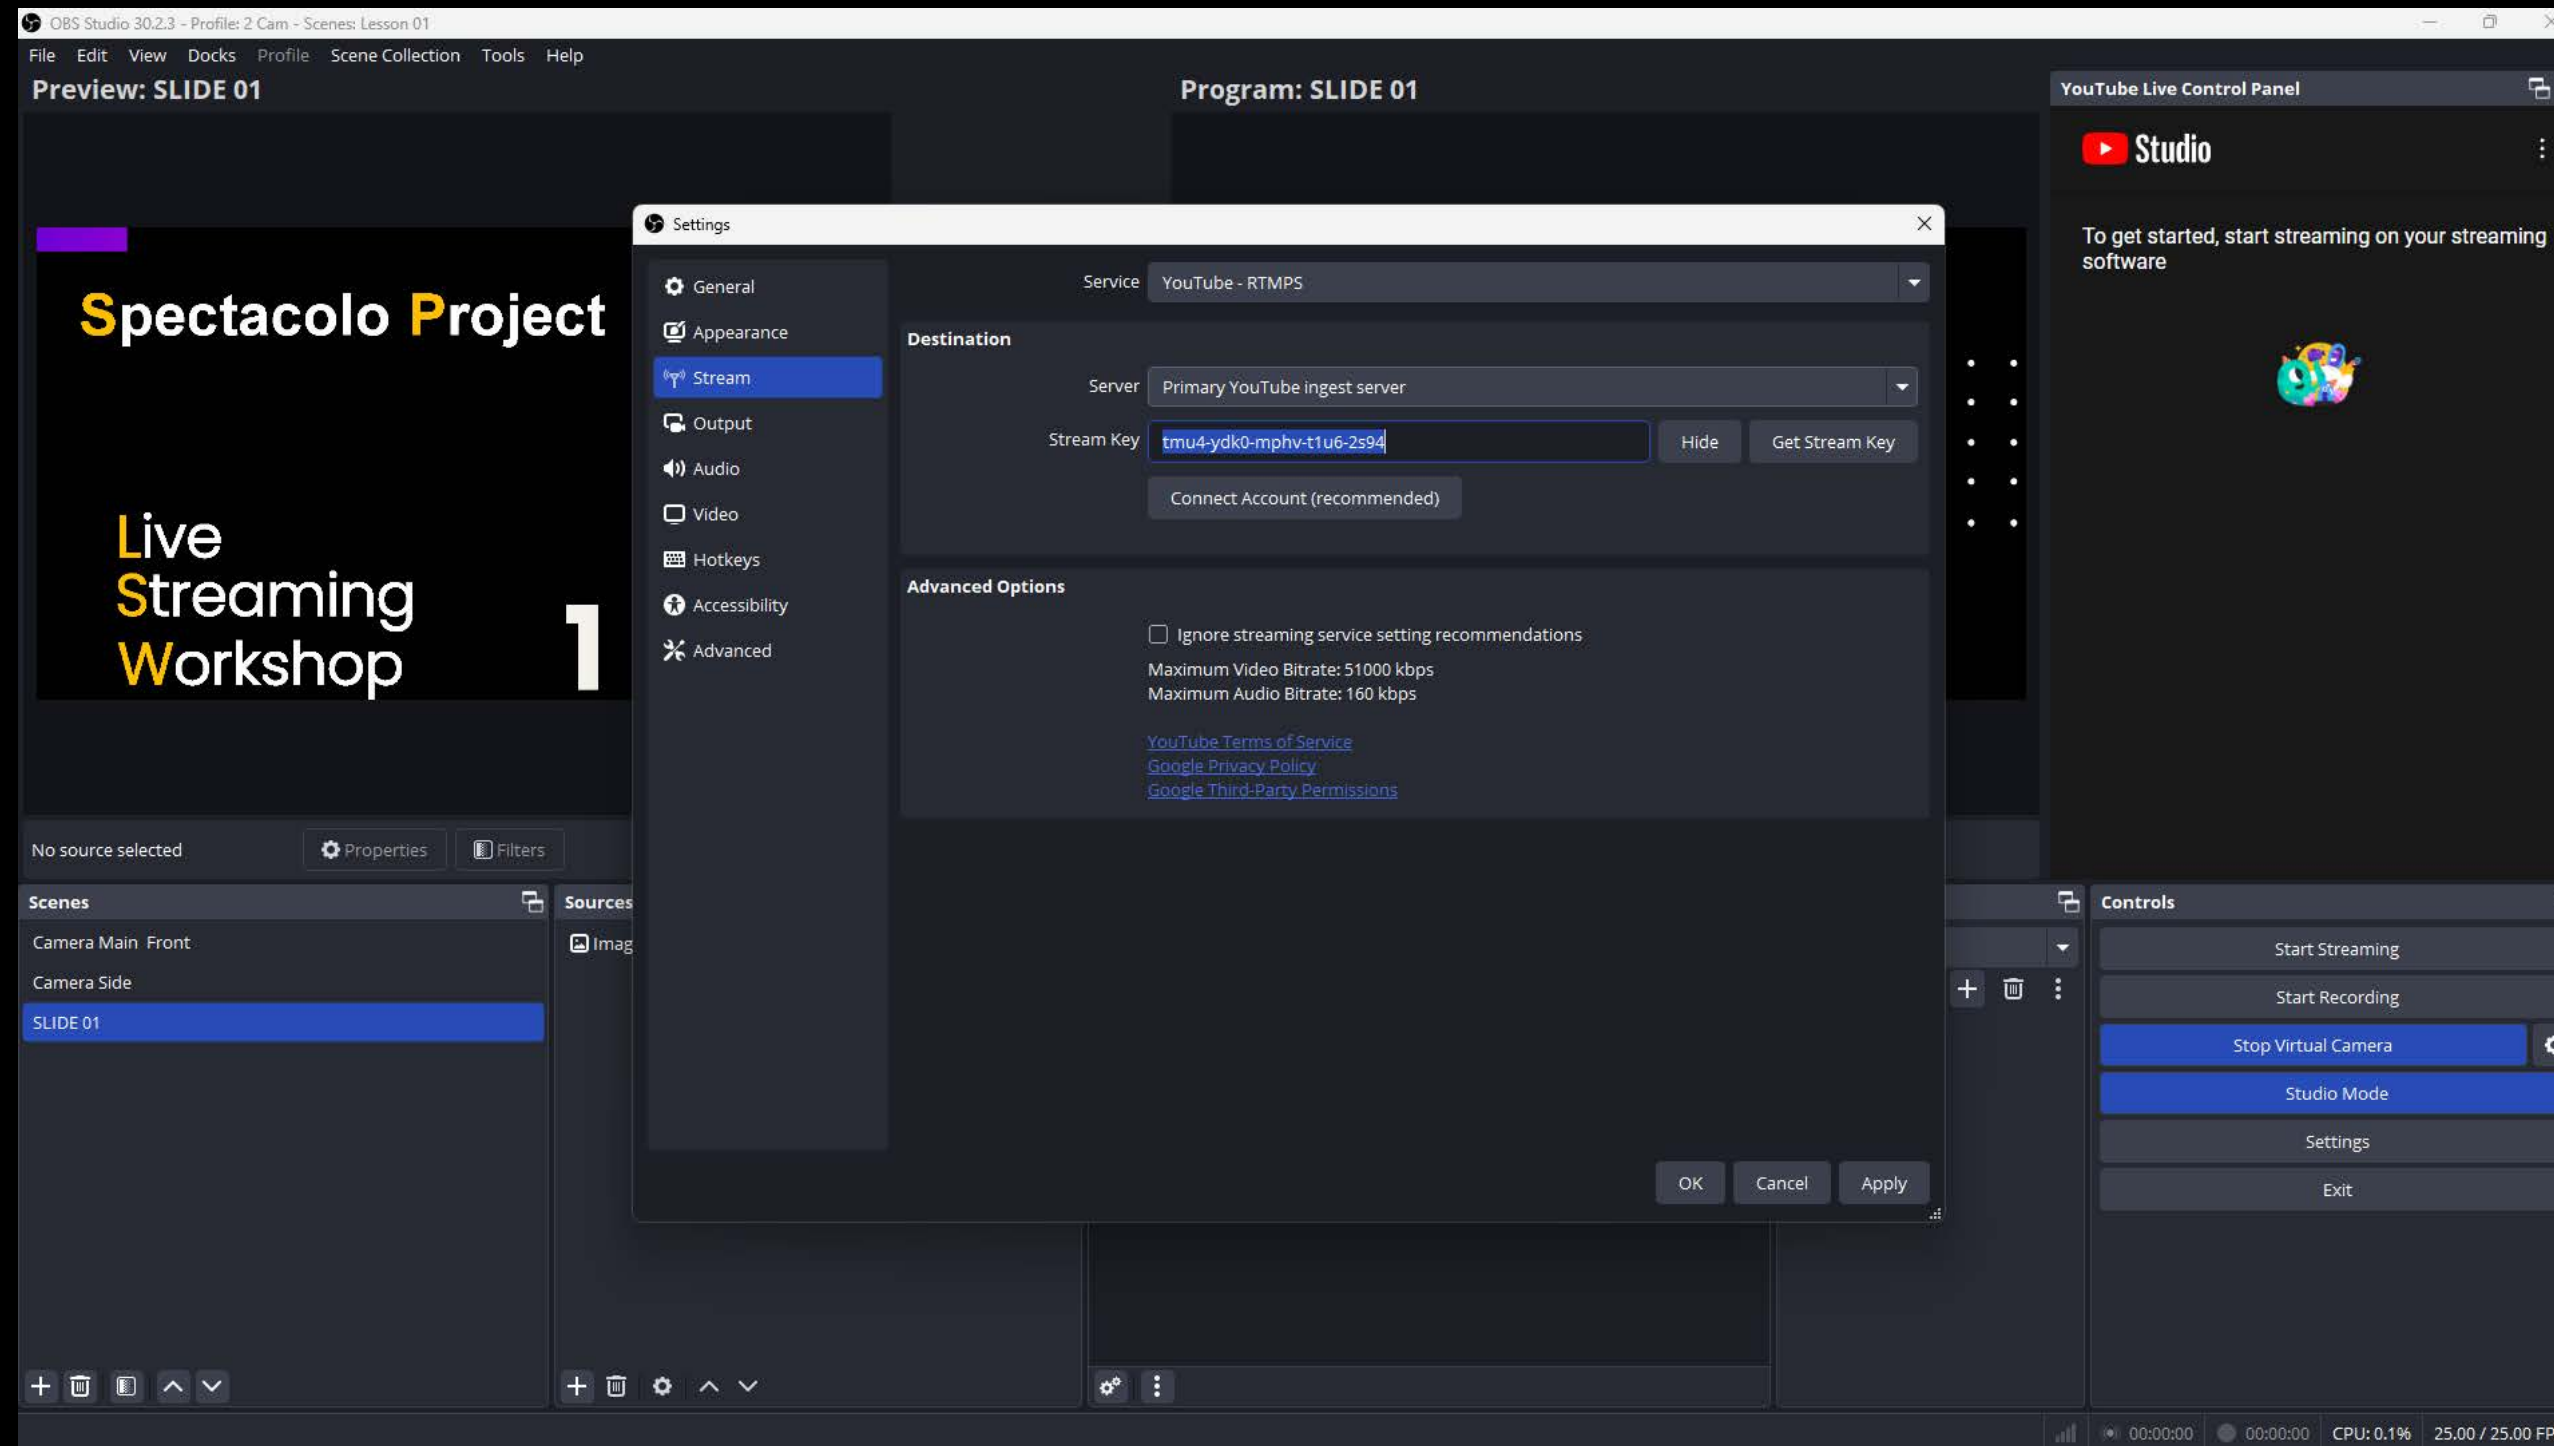 OBS Studio 30.2.3 - Profile: 2 Cam - Scenes: Lesson 01
File Edit View Docks Profile Scene Collection Tools Help
Preview: SLIDE 01
Program: SLIDE 01
YouTube Live Control Panel
Studio
To get started, start streaming on your streaming
software
Spectacolo Project
Live
Streaming
Workshop
1
Settings
General
Appearance
Stream
Output
Audio
Video
Hotkeys
Accessibility
Advanced
Service YouTube - RTMPS
Destination
Server Primary YouTube ingest server
Stream Key tmu4-ydk0-mphv-t1u6-2s94 Hide Get Stream Key
Connect Account (recommended)
Advanced Options
Ignore streaming service setting recommendations
Maximum Video Bitrate: 51000 kbps
Maximum Audio Bitrate: 160 kbps
YouTube Terms of Service
Google Privacy Policy
Google Third-Party Permissions
OK Cancel Apply
No source selected Properties Filters
Scenes
Camera Main Front
Camera Side
SLIDE 01
Sources
Imag
Controls
Start Streaming
Start Recording
Stop Virtual Camera
Studio Mode
Settings
Exit
00:00:00 00:00:00 CPU: 0.1% 25.00 / 25.00 FP